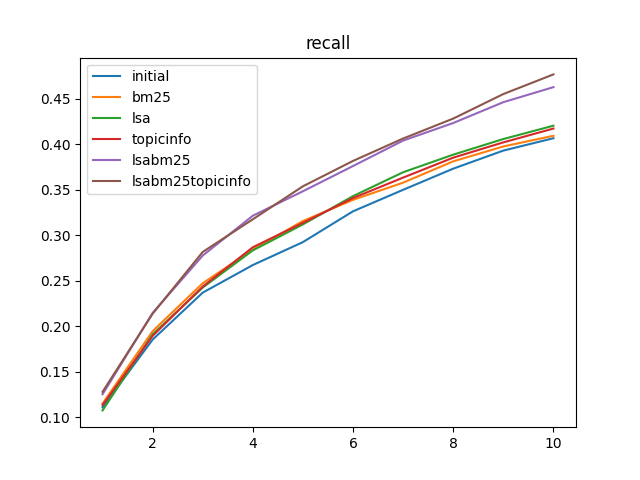 recall
initial
bm25
lsa
topicinfo
lsabm25
lsabm25topicinfo
0.45
0.40
0.35
0.30
0.25
0.20
0.15
0.10
2 4 6 8 10